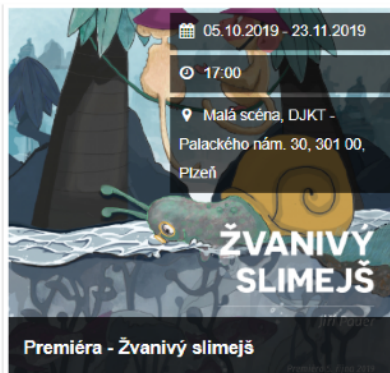 05.10.2019 - 23.11.2019
17:00
Malá scéna, DJKT -
Palackého nám. 30, 301 00,
Plzeň
ŽVANIVÝ
SLIMEJŠ
Premiéra - Žvanivý slimejš